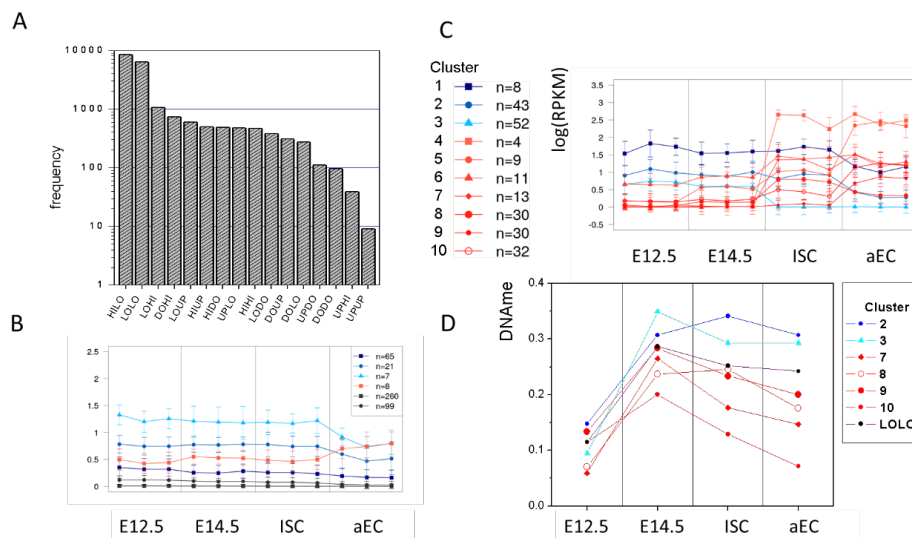 A
frequency
10000
1000
100
10
1
HILO LOLO LOHI DOHI LOUP HIUP HIDO UPLO HIHI LODO DOUP DOLO UPDO DODO UPHI UPUP
B
2.5
2
1.5
1
0.5
0
n=65
n=21
n=7
n=8
n=260
n=99
E12.5 E14.5 ISC aEC
C
Cluster
1 n=8
2 n=43
3 n=52
4 n=4
5 n=9
6 n=11
7 n=13
8 n=30
9 n=30
10 n=32
log(RPKM)
3.5
3
2.5
2
1.5
1
0.5
0
-0.5
E12.5 E14.5 ISC aEC
D
DNAme
0.4
0.3
0.2
0.1
0.0
E12.5 E14.5 ISC aEC
Cluster
2
3
7
8
9
10
LOLO